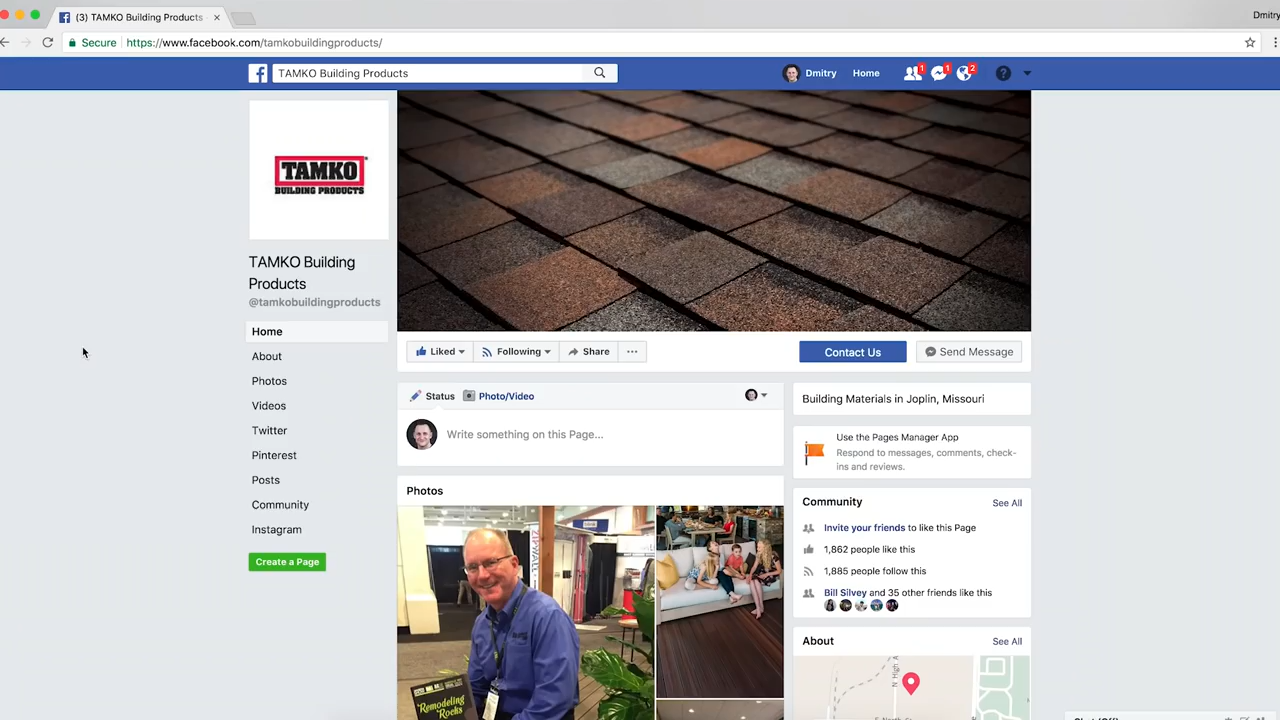 (3) TAMKO Building Products
Dmitry
Secure
https://www.facebook.com/tamkobuildingproducts/
TAMKO Building Products
Dmitry
Home
1
1
2
?
TAMKO
BUILDING PRODUCTS
TAMKO Building
Products
@tamkobuildingproducts
Home
About
Photos
Videos
Twitter
Pinterest
Posts
Community
Instagram
Create a Page
Liked
Following
Share
Contact Us
Send Message
Status
Photo/Video
Write something on this Page...
Photos
ZIPWALL
Remodeling
Rocks
Building Materials in Joplin, Missouri
Use the Pages Manager App
Respond to messages, comments, check-
ins and reviews.
Community
See All
Invite your friends to like this Page
1,862 people like this
1,885 people follow this
Bill Silvey and 35 other friends like this
About
See All
N High A